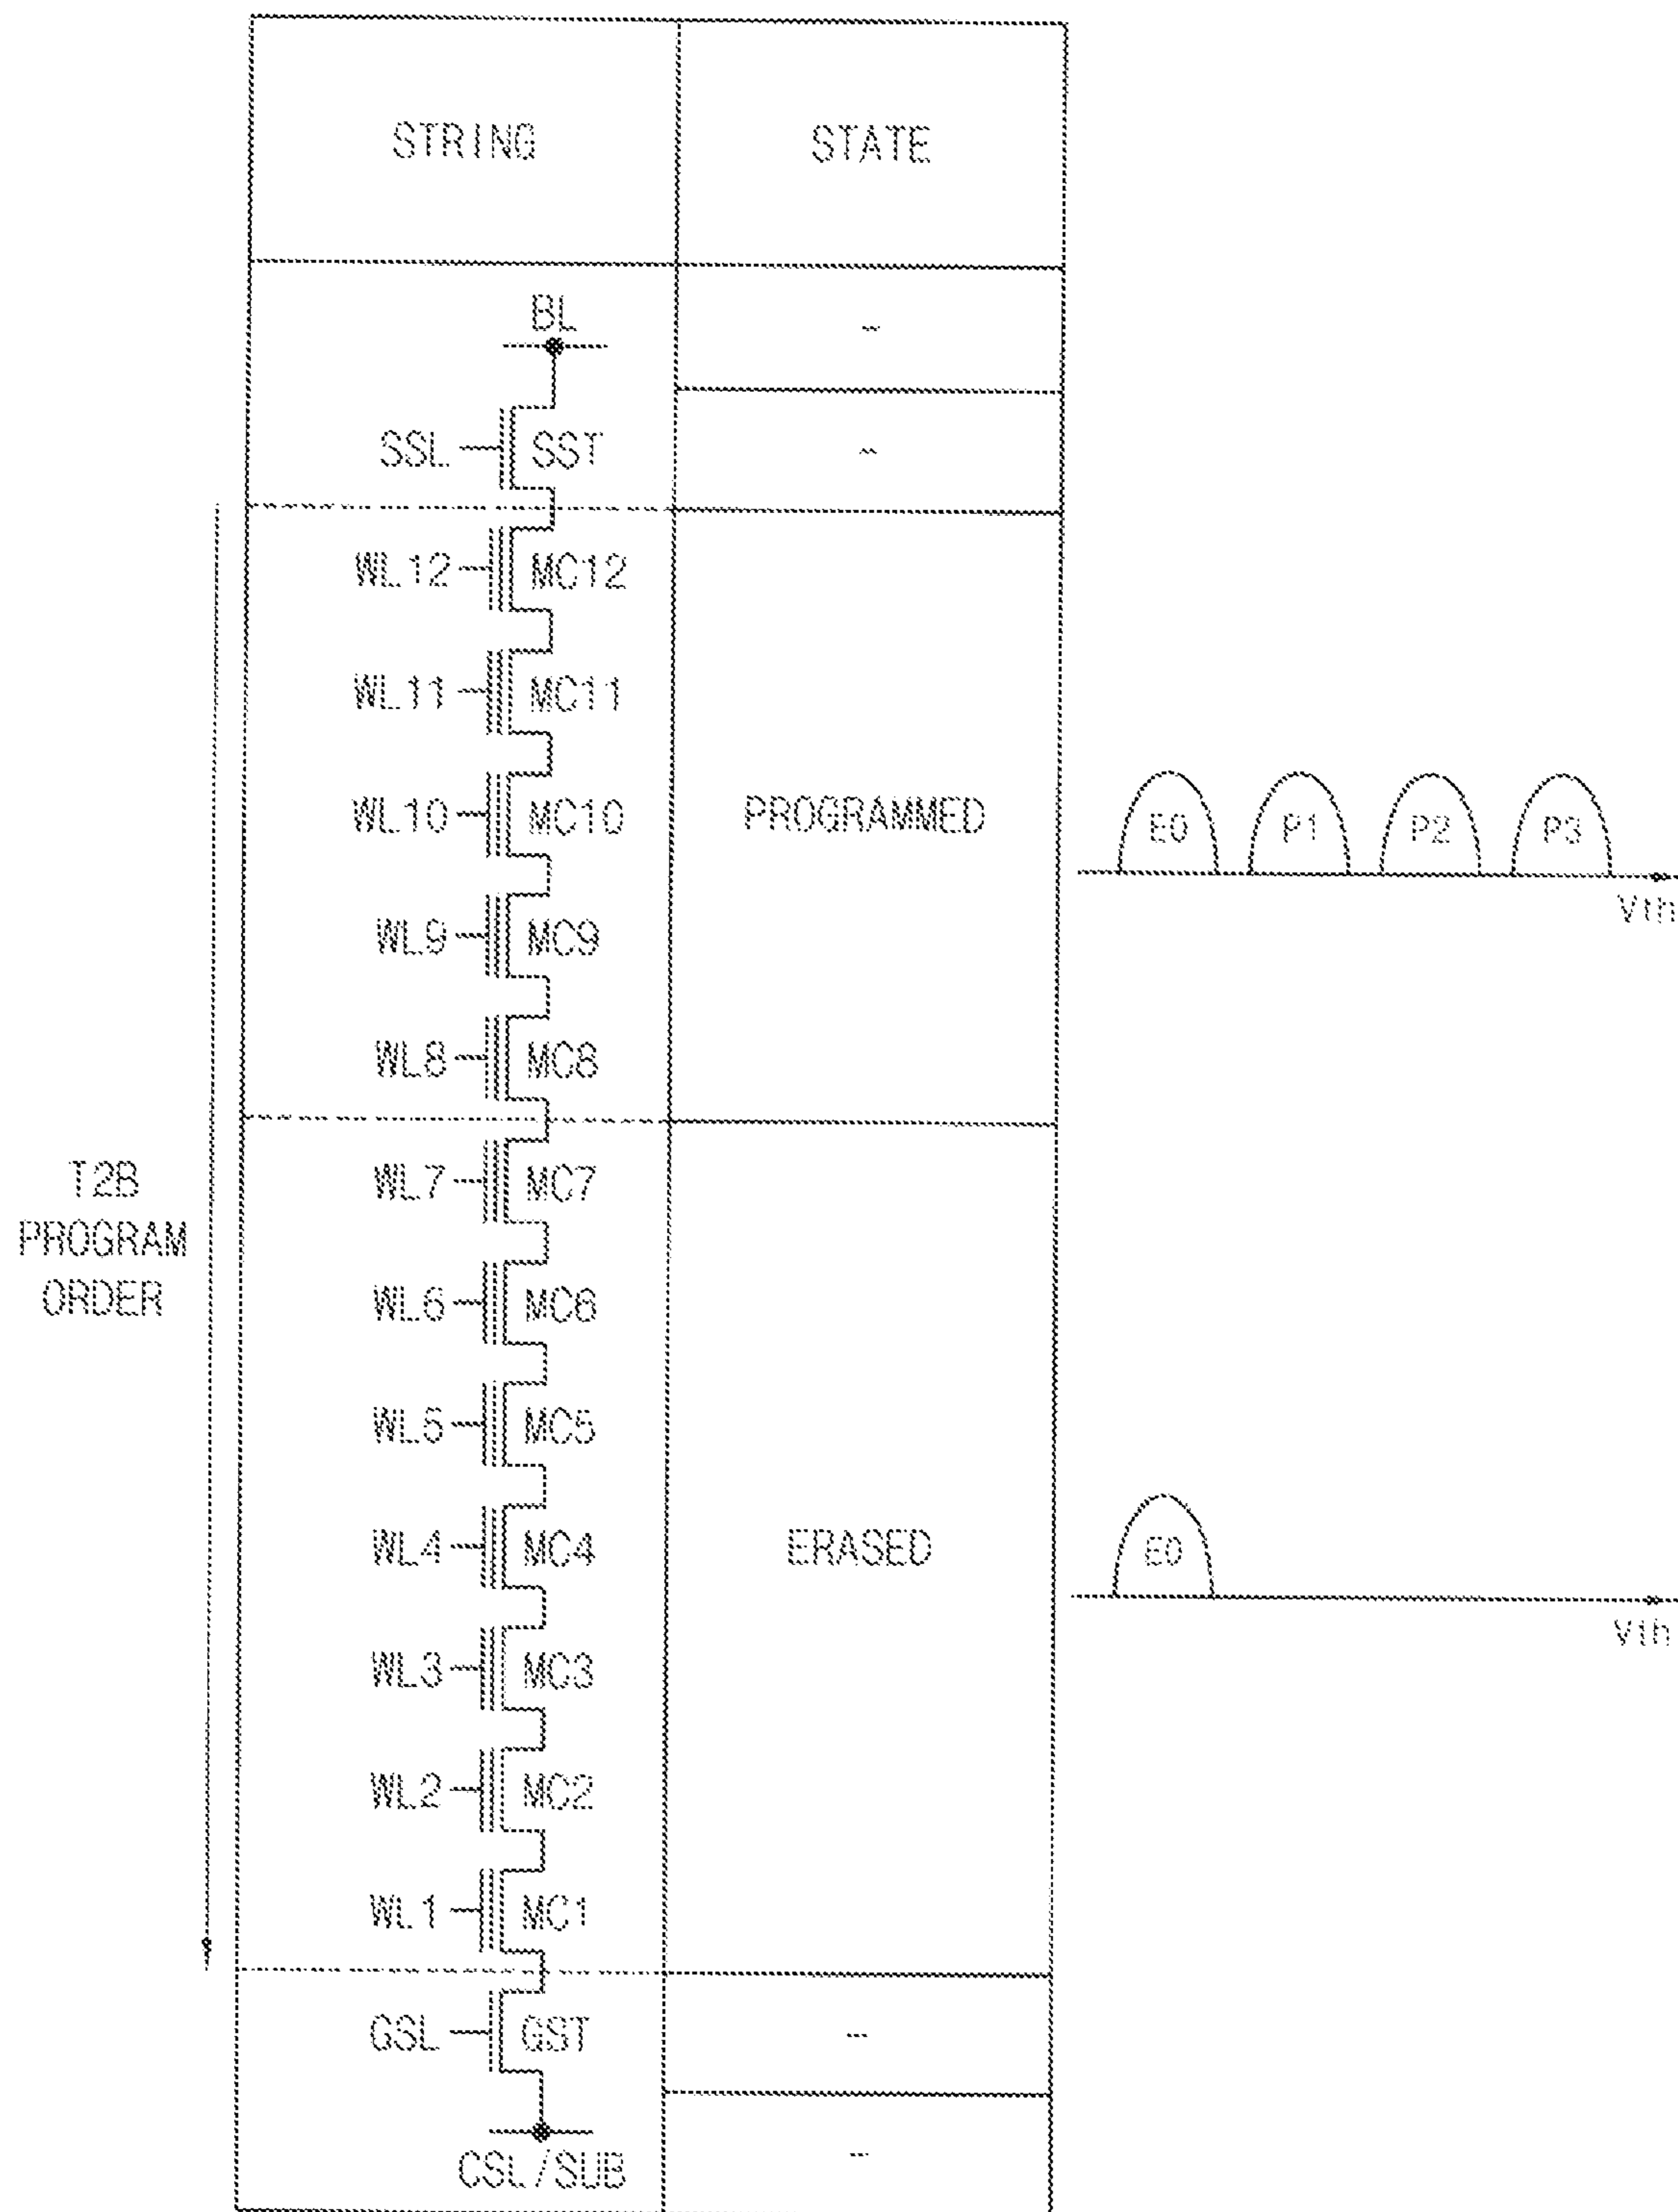 STRING STATE
BL
-
SSL SST
-
WL12 MC12
WL11 MC11
WL10 MC10
PROGRAMMED
E0 P1 P2 P3
Vth
WL9 MC9
WL8 MC8
T2B
PROGRAM
ORDER
WL7 MC7
WL6 MC6
WL5 MC5
WL4 MC4
ERASED
E0
Vth
WL3 MC3
WL2 MC2
WL1 MC1
GSL GST
-
CSL/SUB
-